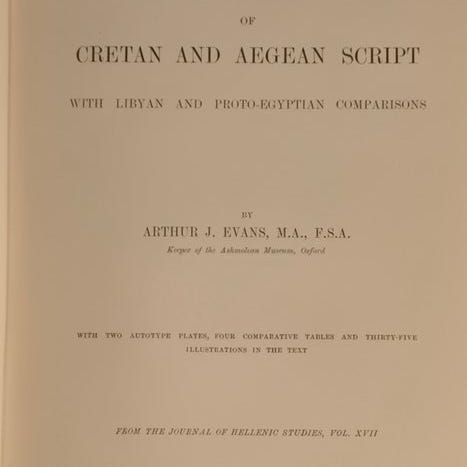 OF
CRETAN AND AEGEAN SCRIPT
WITH LIBYAN AND PROTO-EGYPTIAN COMPARISONS
BY
ARTHUR J. EVANS, M.A., F.S.A.
Keeper of the Ashmolean Museum, Oxford
WITH TWO AUTOTYPE PLATES, FOUR COMPARATIVE TABLES AND THIRTY-FIVE
ILLUSTRATIONS IN THE TEXT
FROM THE JOURNAL OF HELLENIC STUDIES, VOL. XVII